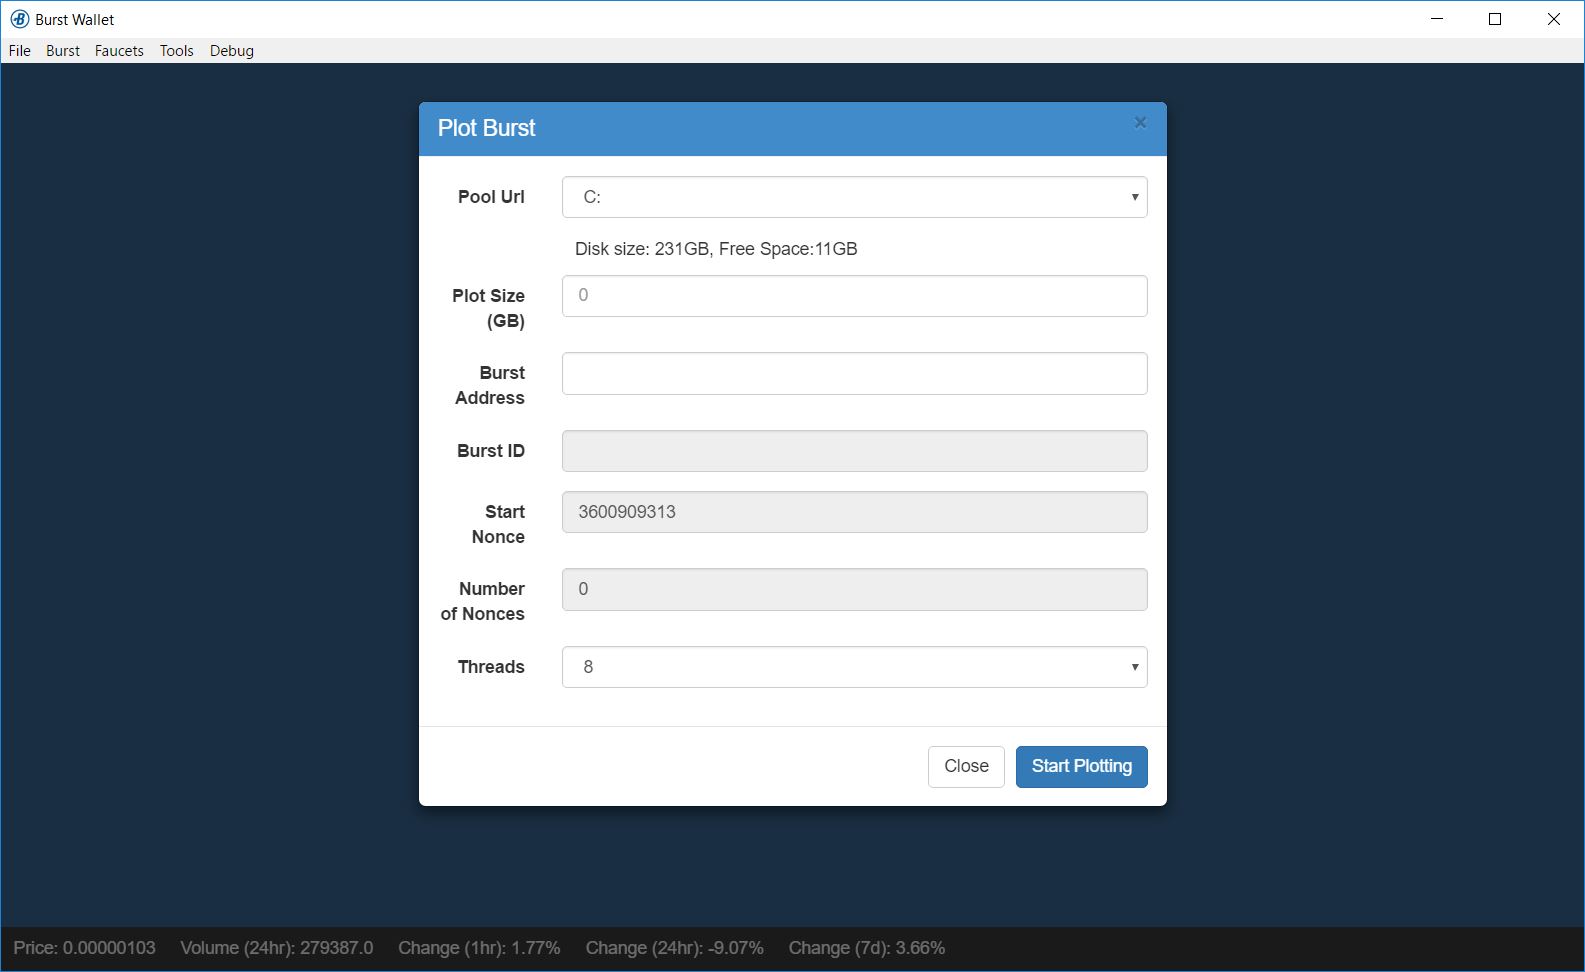 Burst Wallet
File Burst Faucets Tools Debug
Plot Burst
Pool Url C:
Disk size: 231GB, Free Space:11GB
Plot Size 0
(GB)
Burst
Address
Burst ID
Start 3600909313
Nonce
Number 0
of Nonces
Threads 8
Close Start Plotting
Price: 0.00000103 Volume (24hr): 279387.0 Change (1hr): 1.77% Change (24hr): -9.07% Change (7d): 3.66%